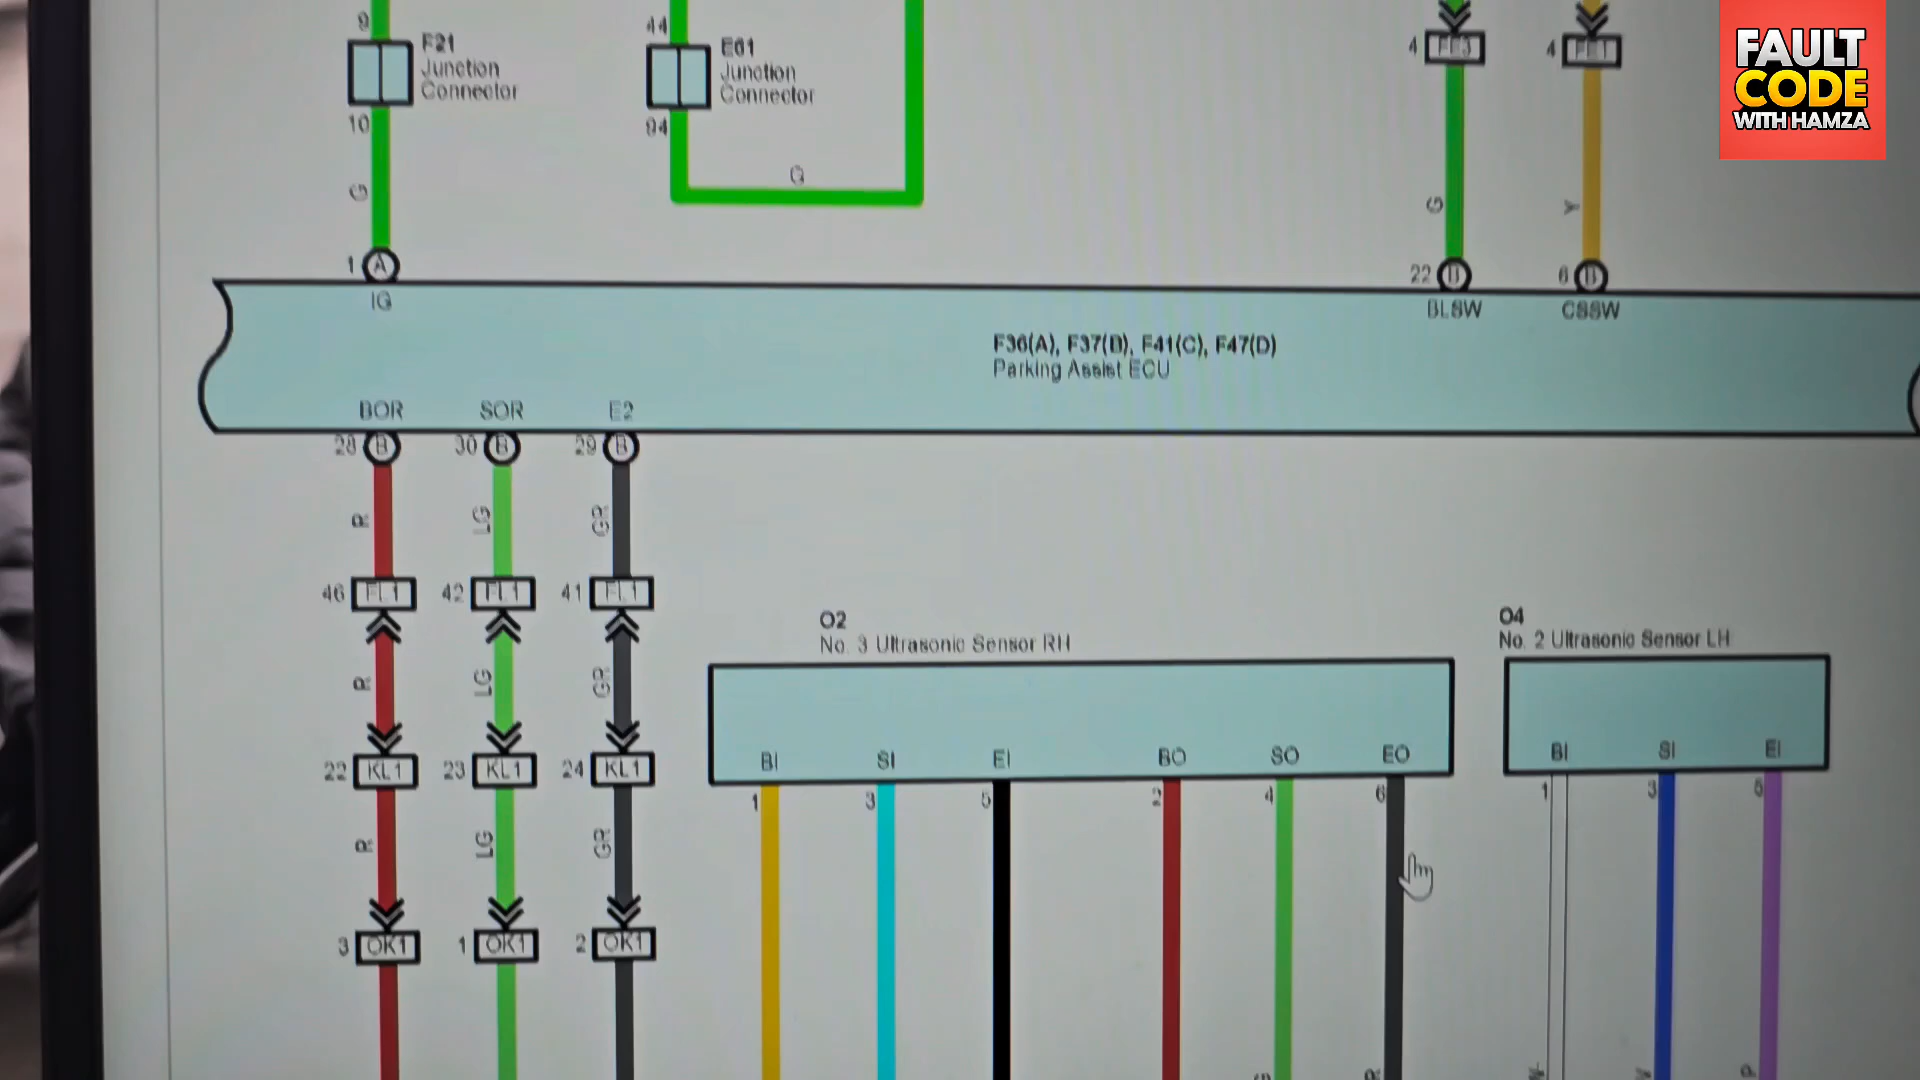 9
F21
Junction
Connector
10
G
1 A
IG
44
E61
Junction
Connector
94
G
4
4
G
Y
22 B
BLSW
6 B
CSSW
FAULT
CODE
WITH HAMZA
F36(A), F37(B), F41(C), F47(D)
Parking Assist ECU
BOR
SOR
E2
28 B
30 B
29 B
R
LG
GR
46 FL1
42 FL1
41 FL1
R
LG
GR
22 KL1
23 KL1
24 KL1
R
LG
GR
3 OK1
1 OK1
2 OK1
O2
No. 3 Ultrasonic Sensor RH
BI
SI
EI
BO
SO
EO
1
3
5
2
4
6
O4
No. 2 Ultrasonic Sensor LH
BI
SI
EI
1
3
5
P